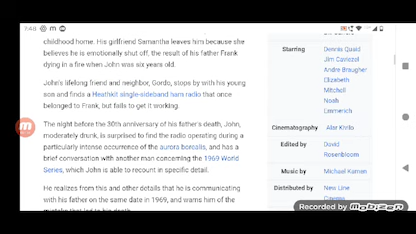 7:48
childhood home. His girlfriend Samantha leaves him because she
believes he is emotionally shut off, the result of his father Frank
dying in a fire when John was six years old.
John's lifelong friend and neighbor, Gordo, stops by with his young
son and finds a Heathkit single-sideband ham radio that once
belonged to Frank, but fails to get it working.
The night before the 30th anniversary of his father's death, John,
moderately drunk, is surprised to find the radio operating during a
particularly intense occurrence of the aurora borealis, and has a
brief conversation with another man concerning the 1969 World
Series, which John is able to recount in specific detail.
He realizes from this and other details that he is communicating
with his father on the same date in 1969, and warns him of the
Starring
Dennis Quaid
Jim Caviezel
Andre Braugher
Elizabeth
Mitchell
Noah
Emmerich
Cinematography Alar Kivilo
Edited by David
Rosenbloom
Music by Michael Kamen
Distributed by New Line
Cinema
Recorded by
Mobizen